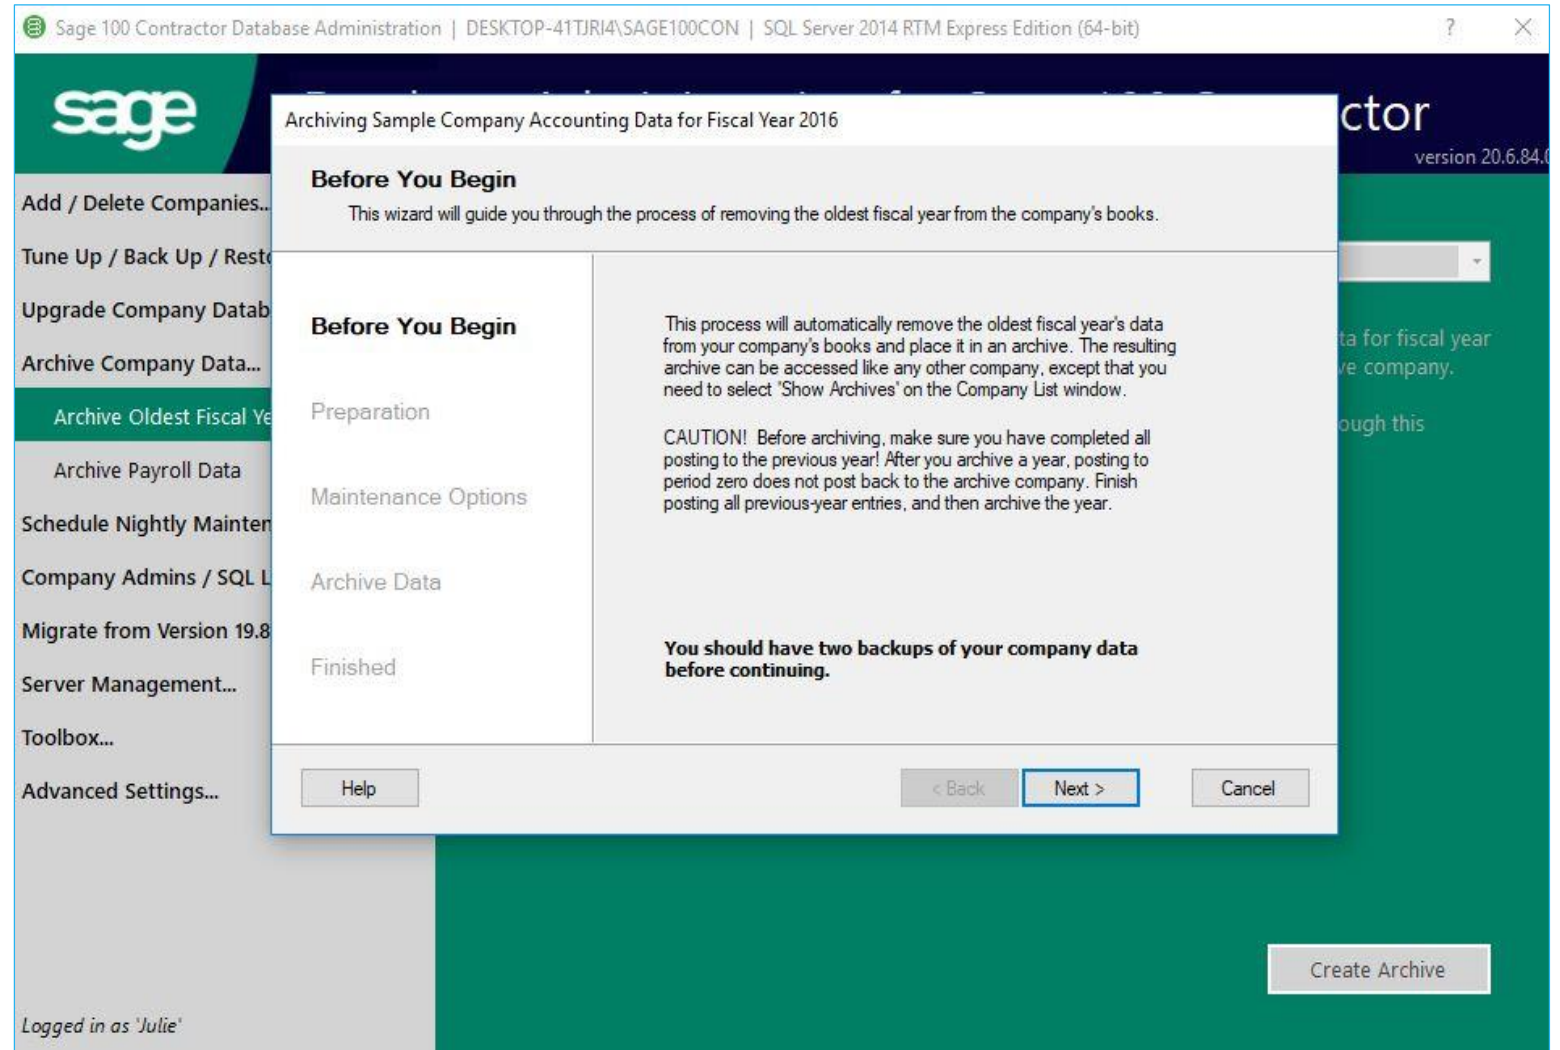 Sage 100 Contractor Database Administration | DESKTOP-41TJRI4\SAGE100CON | SQL Server 2014 RTM Express Edition (64-bit)
?
sage
ctor
version 20.6.84.
Archiving Sample Company Accounting Data for Fiscal Year 2016
Before You Begin
This wizard will guide you through the process of removing the oldest fiscal year from the company's books.
Add / Delete Companies...
Tune Up / Back Up / Resto
Upgrade Company Datab
Archive Company Data...
Archive Oldest Fiscal Ye
Archive Payroll Data
Schedule Nightly Mainten
Company Admins / SQL L
Migrate from Version 19.8
Server Management...
Toolbox...
Advanced Settings...
Logged in as 'Julie'
Before You Begin
Preparation
Maintenance Options
Archive Data
Finished
This process will automatically remove the oldest fiscal year's data
from your company's books and place it in an archive. The resulting
archive can be accessed like any other company, except that you
need to select 'Show Archives' on the Company List window.
CAUTION! Before archiving, make sure you have completed all
posting to the previous year! After you archive a year, posting to
period zero does not post back to the archive company. Finish
posting all previous-year entries, and then archive the year.
You should have two backups of your company data
before continuing.
ta for fiscal year
ve company.
ough this
Help
< Back
Next >
Cancel
Create Archive